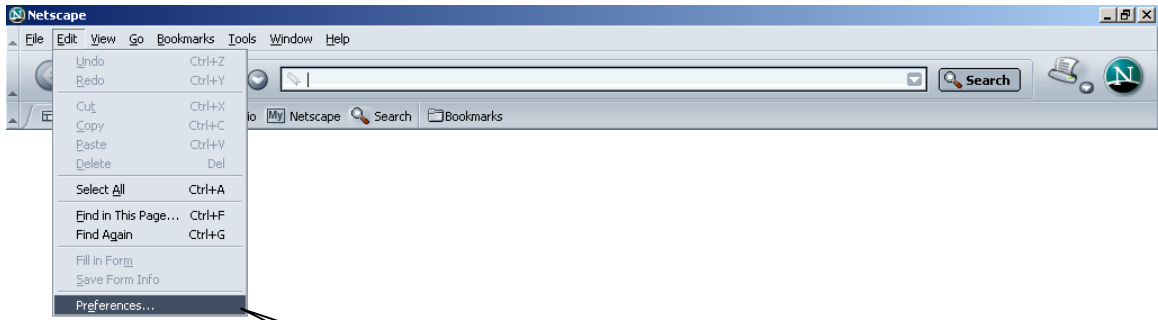 Netscape
File Edit View Go Bookmarks Tools Window Help
Search
io My Netscape Search Bookmarks
Undo Ctrl+Z
Redo Ctrl+Y
Cut Ctrl+X
Copy Ctrl+C
Paste Ctrl+V
Delete Del
Select All Ctrl+A
Find in This Page... Ctrl+F
Find Again Ctrl+G
Fill in Form
Save Form Info
Preferences...